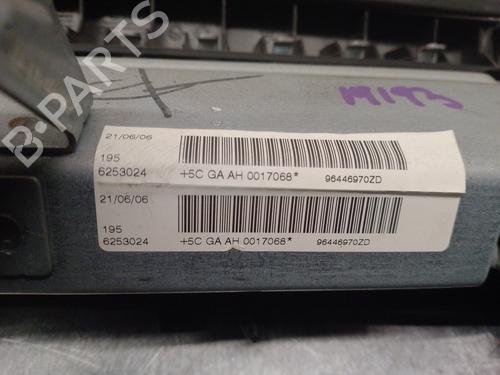 B-PARTS
19193
21/06/06
195
6253024
+5C GA AH 0017068*
96446970ZD
21/06/06
195
6253024
+5C GA AH 0017068*
96446970ZD